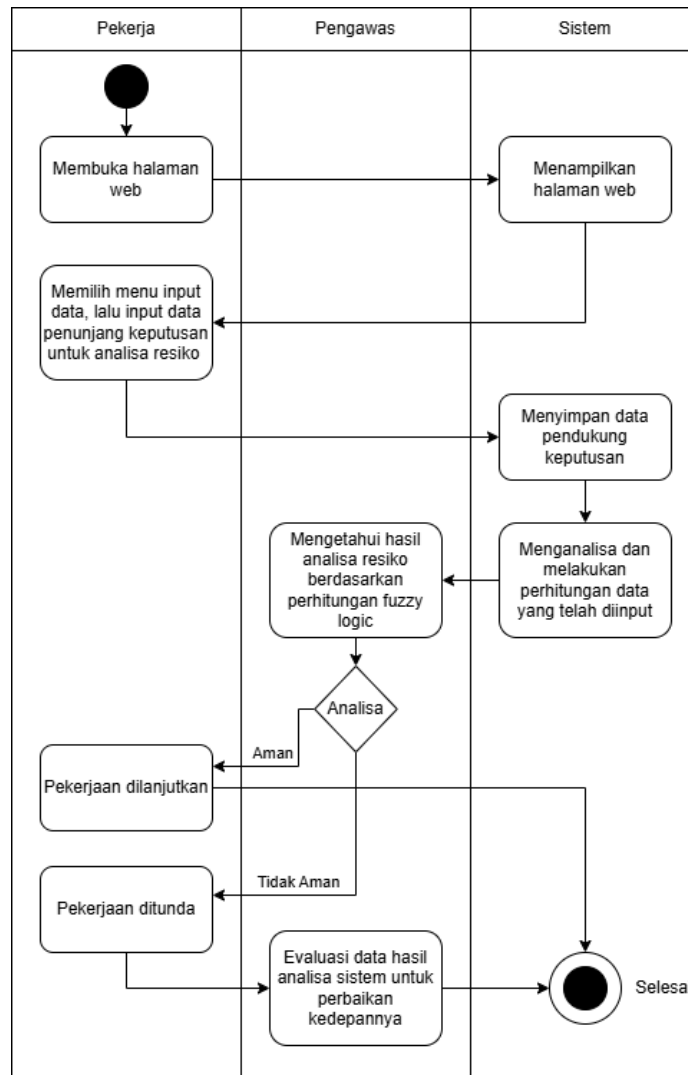 Pekerja
Pengawas
Sistem
Membuka halaman
web
Menampilkan
halaman web
Memilih menu input
data, lalu input data
penunjang keputusan
untuk analisa resiko
Menyimpan data
pendukung
keputusan
Mengetahui hasil
analisa resiko
berdasarkan
perhitungan fuzzy
logic
Menganalisa dan
melakukan
perhitungan data
yang telah diinput
Analisa
Aman
Pekerjaan dilanjutkan
Tidak Aman
Pekerjaan ditunda
Evaluasi data hasil
analisa sistem untuk
perbaikan
kedepannya
Selesa